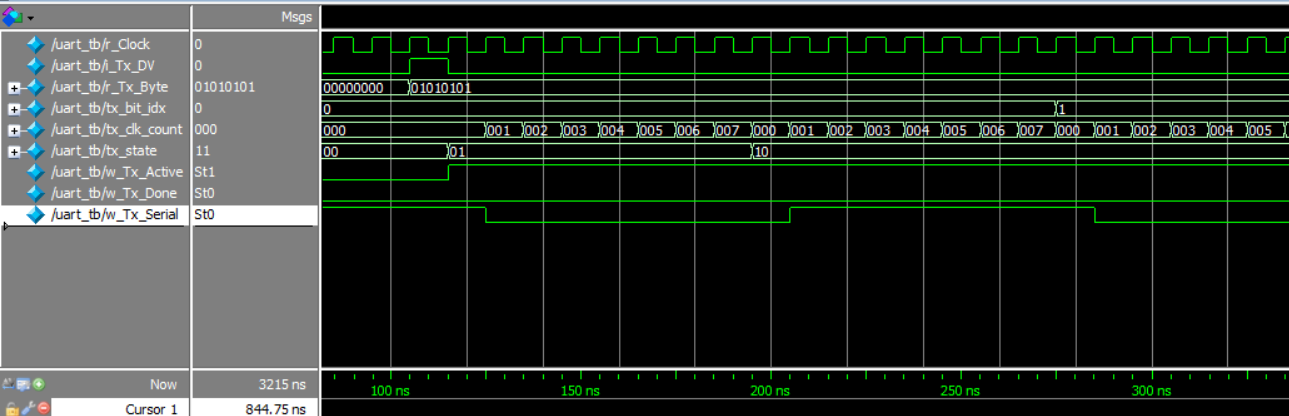 Msgs
/uart_tb/r_Clock 0
/uart_tb/i_Tx_DV 0
/uart_tb/r_Tx_Byte 01010101 00000000 01010101
/uart_tb/tx_bit_idx 0 0 1
/uart_tb/tx_clk_count 000 000 001 002 003 004 005 006 007 000 001 002 003 004 005 006 007 000 001 002 003 004 005
/uart_tb/tx_state 11 00 01 10
/uart_tb/w_Tx_Active St1
/uart_tb/w_Tx_Done St0
/uart_tb/w_Tx_Serial St0
Now 3215 ns 100 ns 150 ns 200 ns 250 ns 300 ns
Cursor 1 844.75 ns